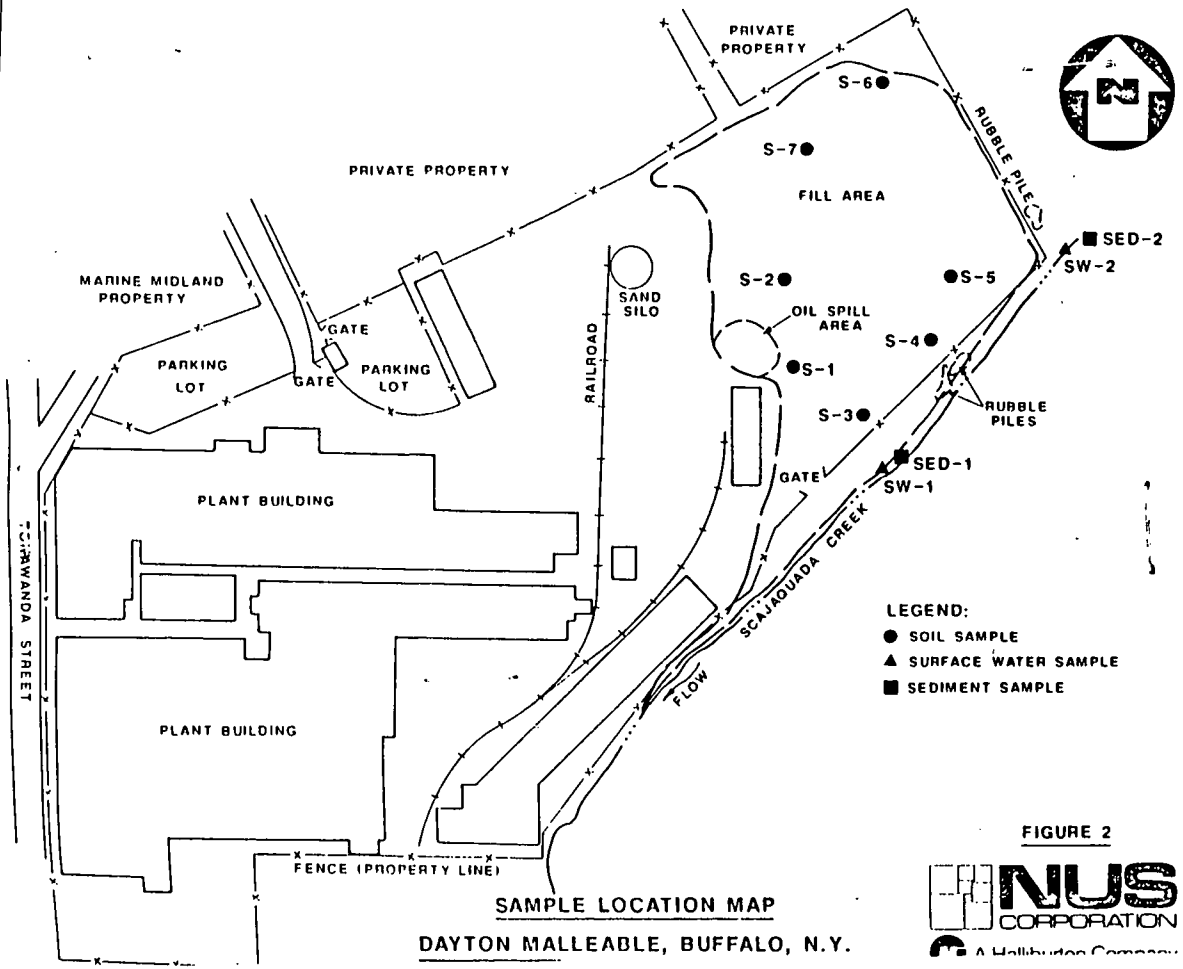 PRIVATE
PROPERTY
N
S-6
RUBBLE PILE
S-7
PRIVATE PROPERTY
FILL AREA
SED-2
SW-2
MARINE MIDLAND
PROPERTY
S-2
S-5
SAND
SILO
OIL SPILL
AREA
GATE
S-4
PARKING
LOT
PARKING
LOT
GATE
RAILROAD
S-1
RUBBLE
PILES
S-3
SED-1
GATE
SW-1
PLANT BUILDING
SCAJAQUADA CREEK
STREET
LEGEND:
SOIL SAMPLE
SURFACE WATER SAMPLE
SEDIMENT SAMPLE
FLOW
PLANT BUILDING
FIGURE 2
FENCE (PROPERTY LINE)
NUS
CORPORATION
SAMPLE LOCATION MAP
DAYTON MALLEABLE, BUFFALO, N.Y.
A Halliburton Company